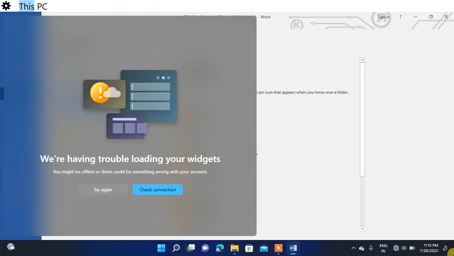 This PC
Word
?
pin icon that appears when you hover over a folder.
We're having trouble loading your widgets
You might be offline or there could be something wrong with your account.
Try again
Check connection
ENG
IN
7:15 PM
7/28/2022